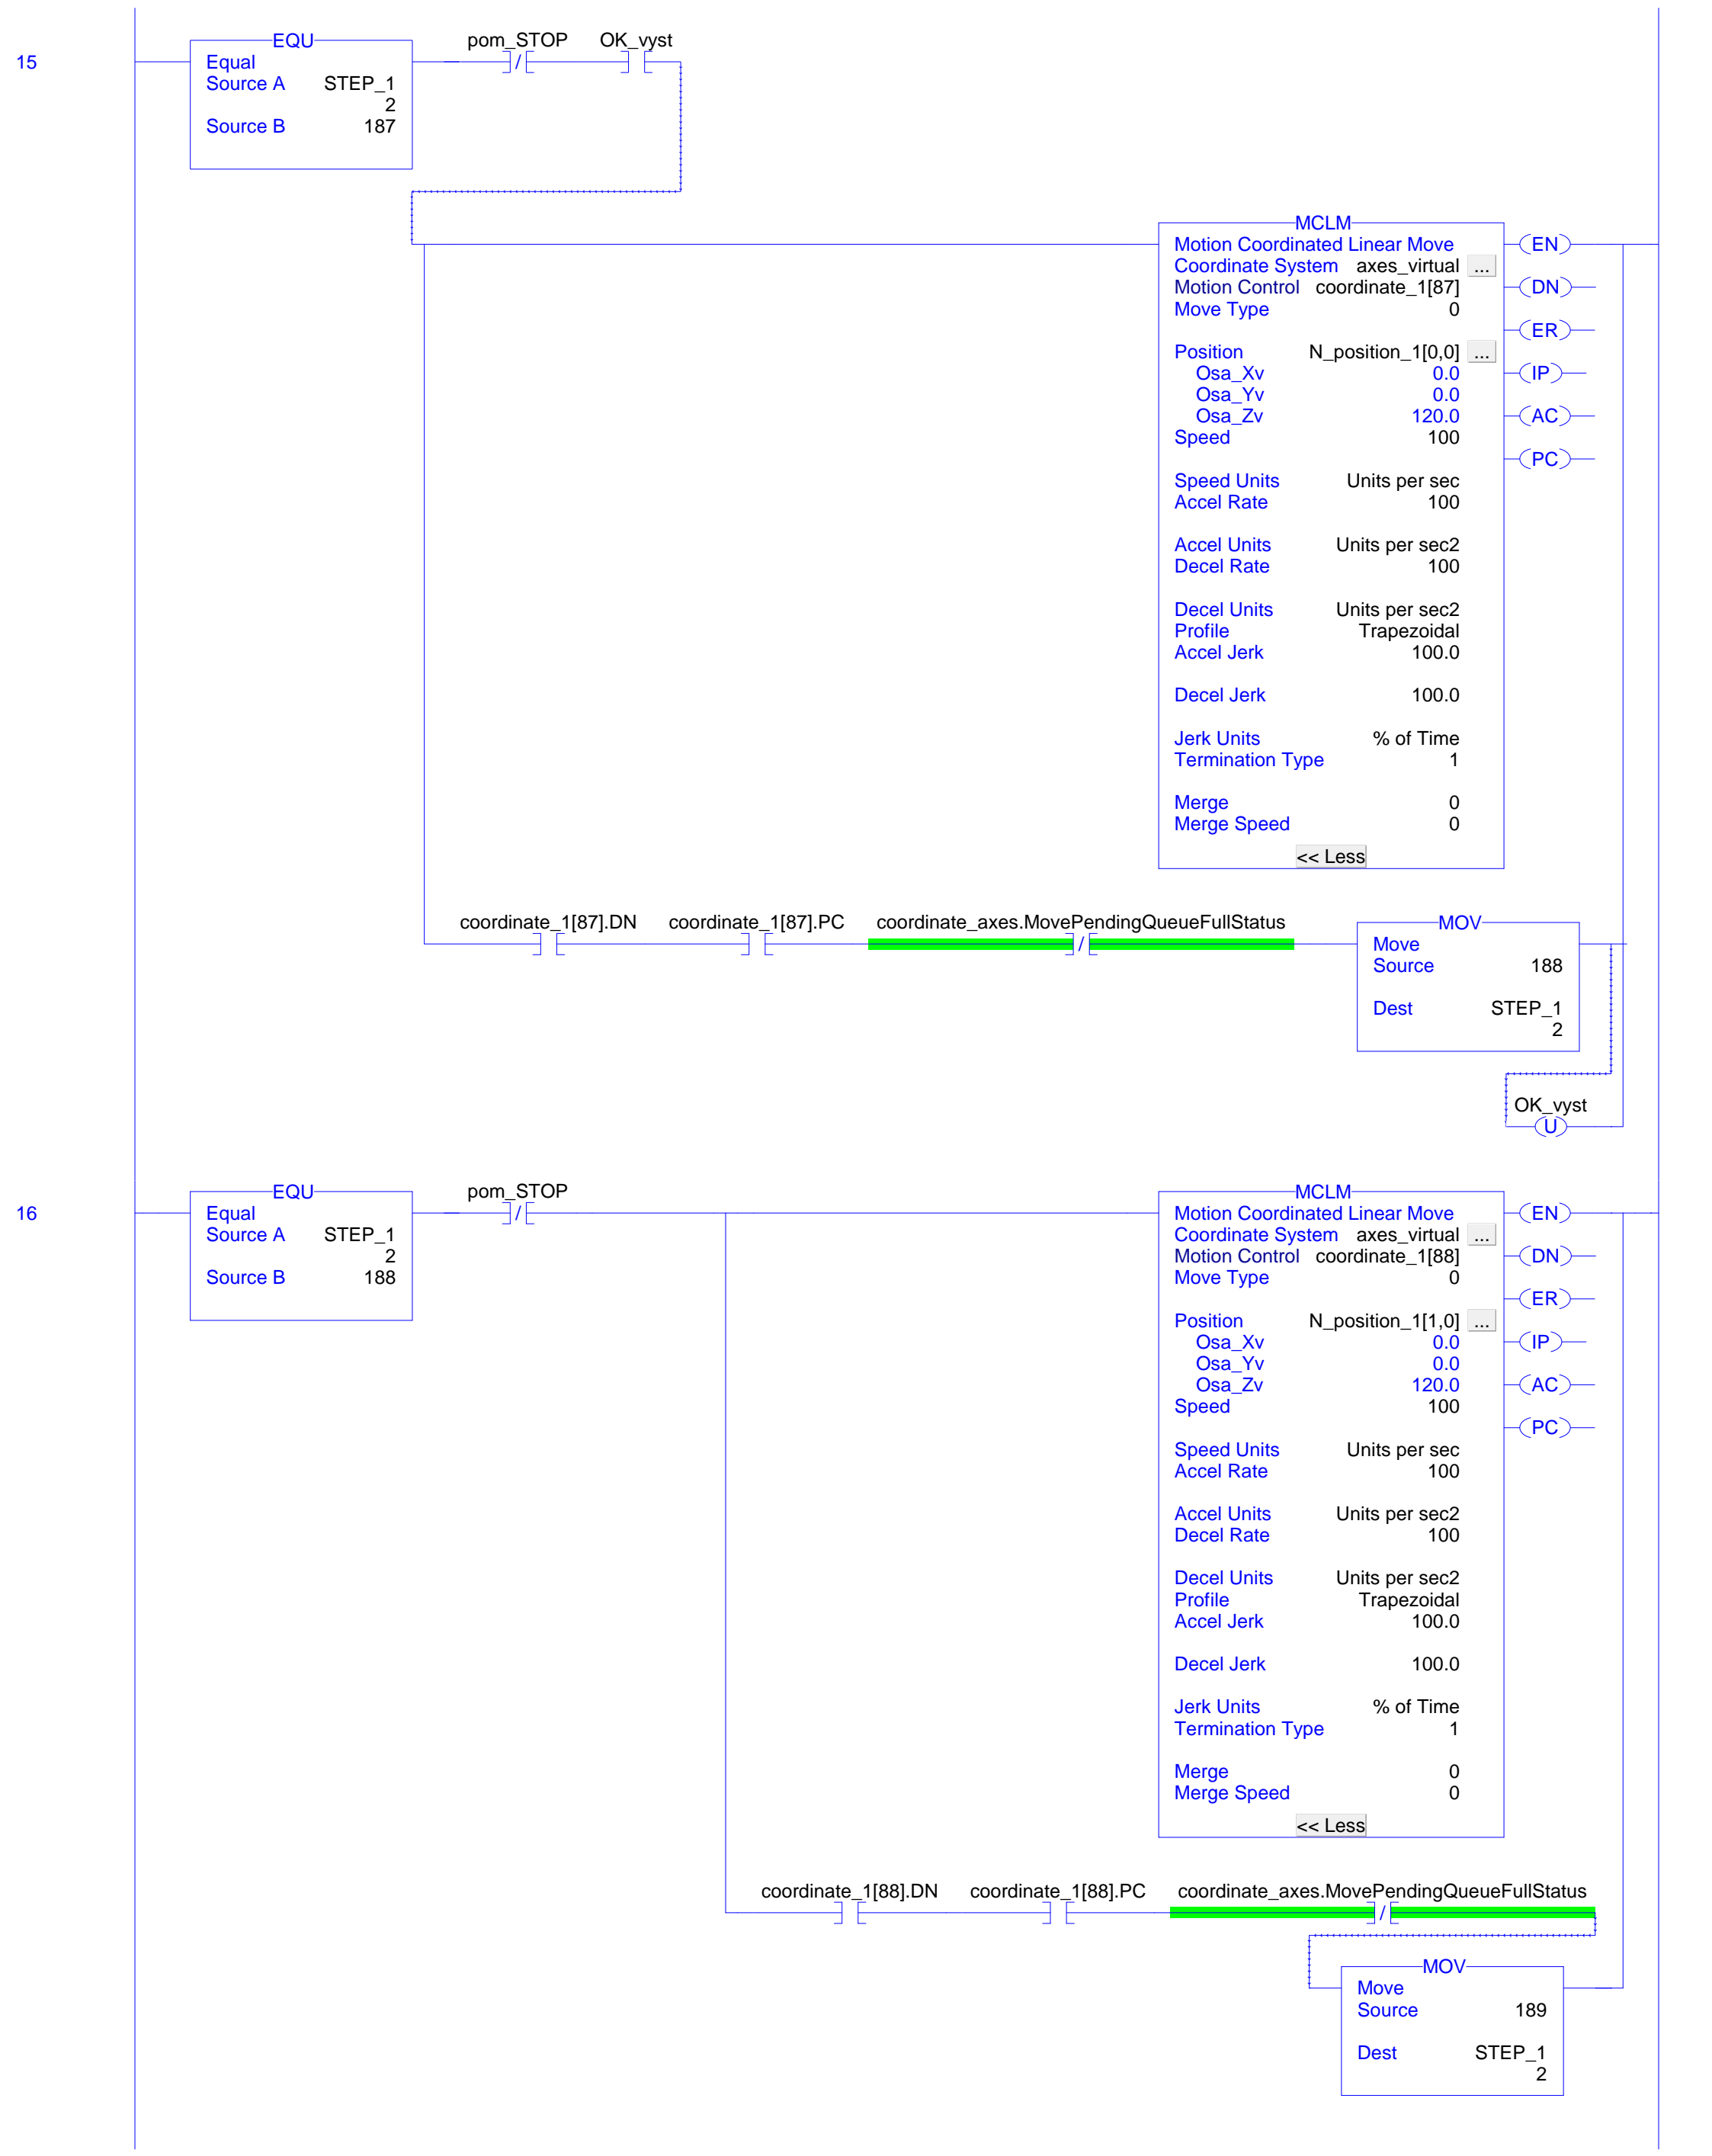 15
EQU
Equal
Source A STEP_1
2
Source B 187
pom_STOP OK_vyst
/
MCLM
Motion Coordinated Linear Move
Coordinate System axes_virtual ...
Motion Control coordinate_1[87]
Move Type 0
Position N_position_1[0,0] ...
Osa_Xv 0.0
Osa_Yv 0.0
Osa_Zv 120.0
Speed 100
Speed Units Units per sec
Accel Rate 100
Accel Units Units per sec2
Decel Rate 100
Decel Units Units per sec2
Profile Trapezoidal
Accel Jerk 100.0
Decel Jerk 100.0
Jerk Units % of Time
Termination Type 1
Merge 0
Merge Speed 0
<< Less
EN
DN
ER
IP
AC
PC
coordinate_1[87].DN coordinate_1[87].PC coordinate_axes.MovePendingQueueFullStatus
/
MOV
Move
Source 188
Dest STEP_1
2
OK_vyst
U
16
EQU
Equal
Source A STEP_1
2
Source B 188
pom_STOP
/
MCLM
Motion Coordinated Linear Move
Coordinate System axes_virtual ...
Motion Control coordinate_1[88]
Move Type 0
Position N_position_1[1,0] ...
Osa_Xv 0.0
Osa_Yv 0.0
Osa_Zv 120.0
Speed 100
Speed Units Units per sec
Accel Rate 100
Accel Units Units per sec2
Decel Rate 100
Decel Units Units per sec2
Profile Trapezoidal
Accel Jerk 100.0
Decel Jerk 100.0
Jerk Units % of Time
Termination Type 1
Merge 0
Merge Speed 0
<< Less
EN
DN
ER
IP
AC
PC
coordinate_1[88].DN coordinate_1[88].PC coordinate_axes.MovePendingQueueFullStatus
/
MOV
Move
Source 189
Dest STEP_1
2